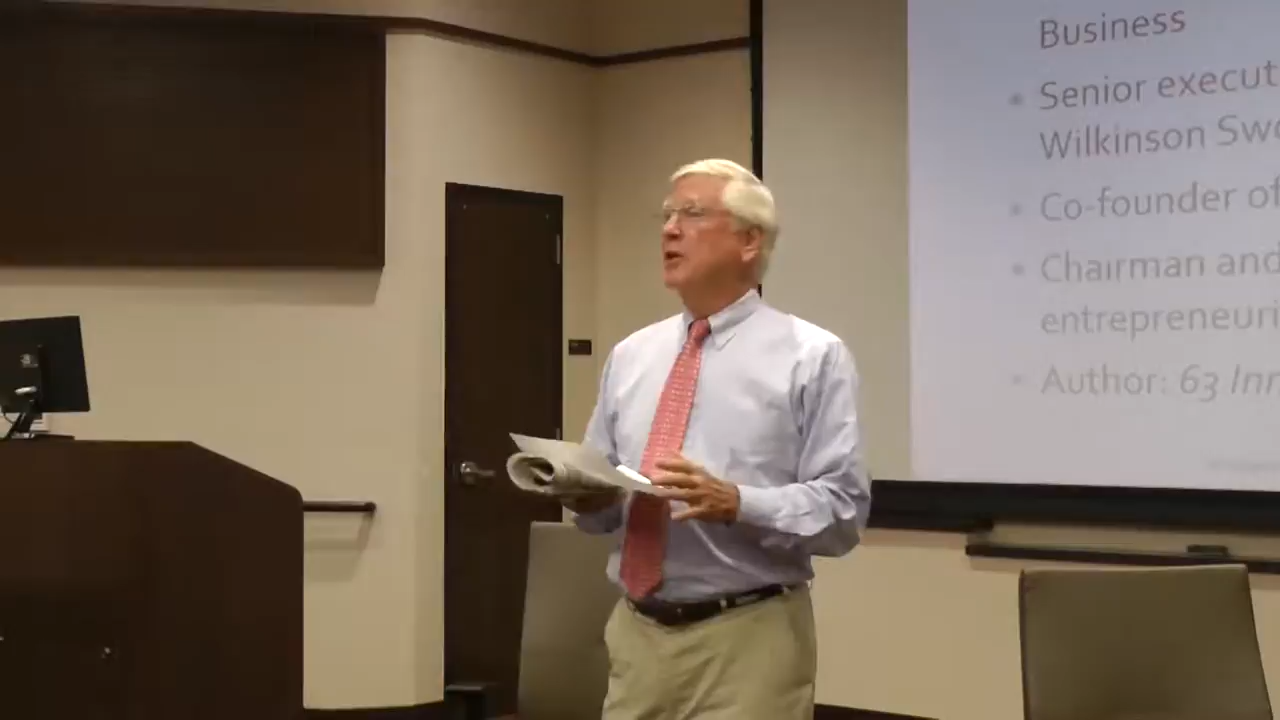 Business
Senior execut
Wilkinson Sw
Co-founder of
Chairman and
entrepreneuri
Author: 63 Inn